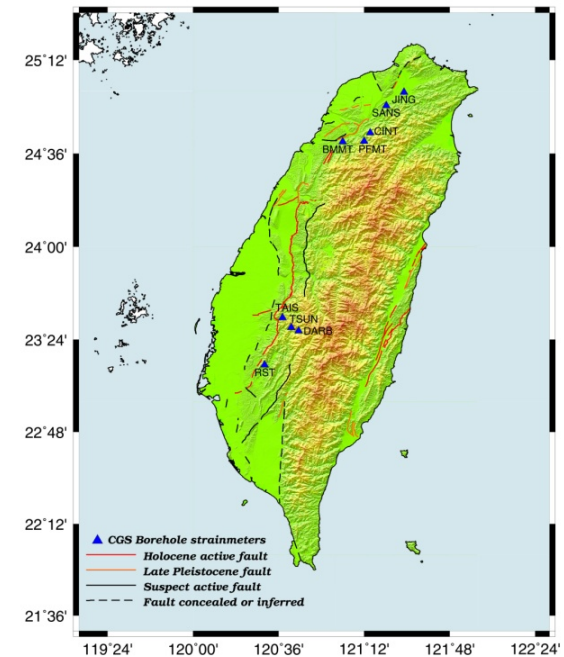 25°12'
24°36'
24°00'
23°24'
22°48'
22°12'
21°36'
JING
SANS
CINT
BMMT PFMT
TAIS
TSUN
DARB
RST
CGS Borehole strainmeters
Holocene active fault
Late Pleistocene fault
Suspect active fault
Fault concealed or inferred
119°24' 120°00' 120°36' 121°12' 121°48' 122°24'